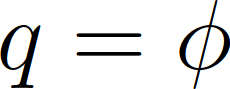 q = ϕ